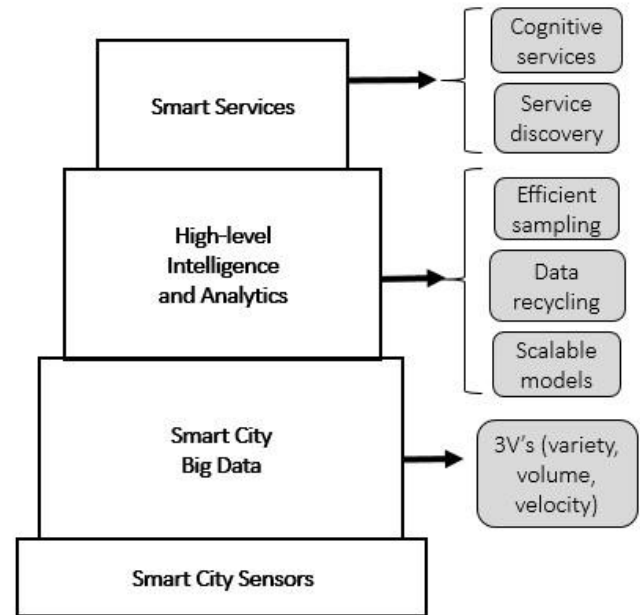 Smart Services
Cognitive
services
Service
discovery
High-level
Intelligence
and Analytics
Efficient
sampling
Data
recycling
Scalable
models
Smart City
Big Data
3V's (variety,
volume,
velocity)
Smart City Sensors